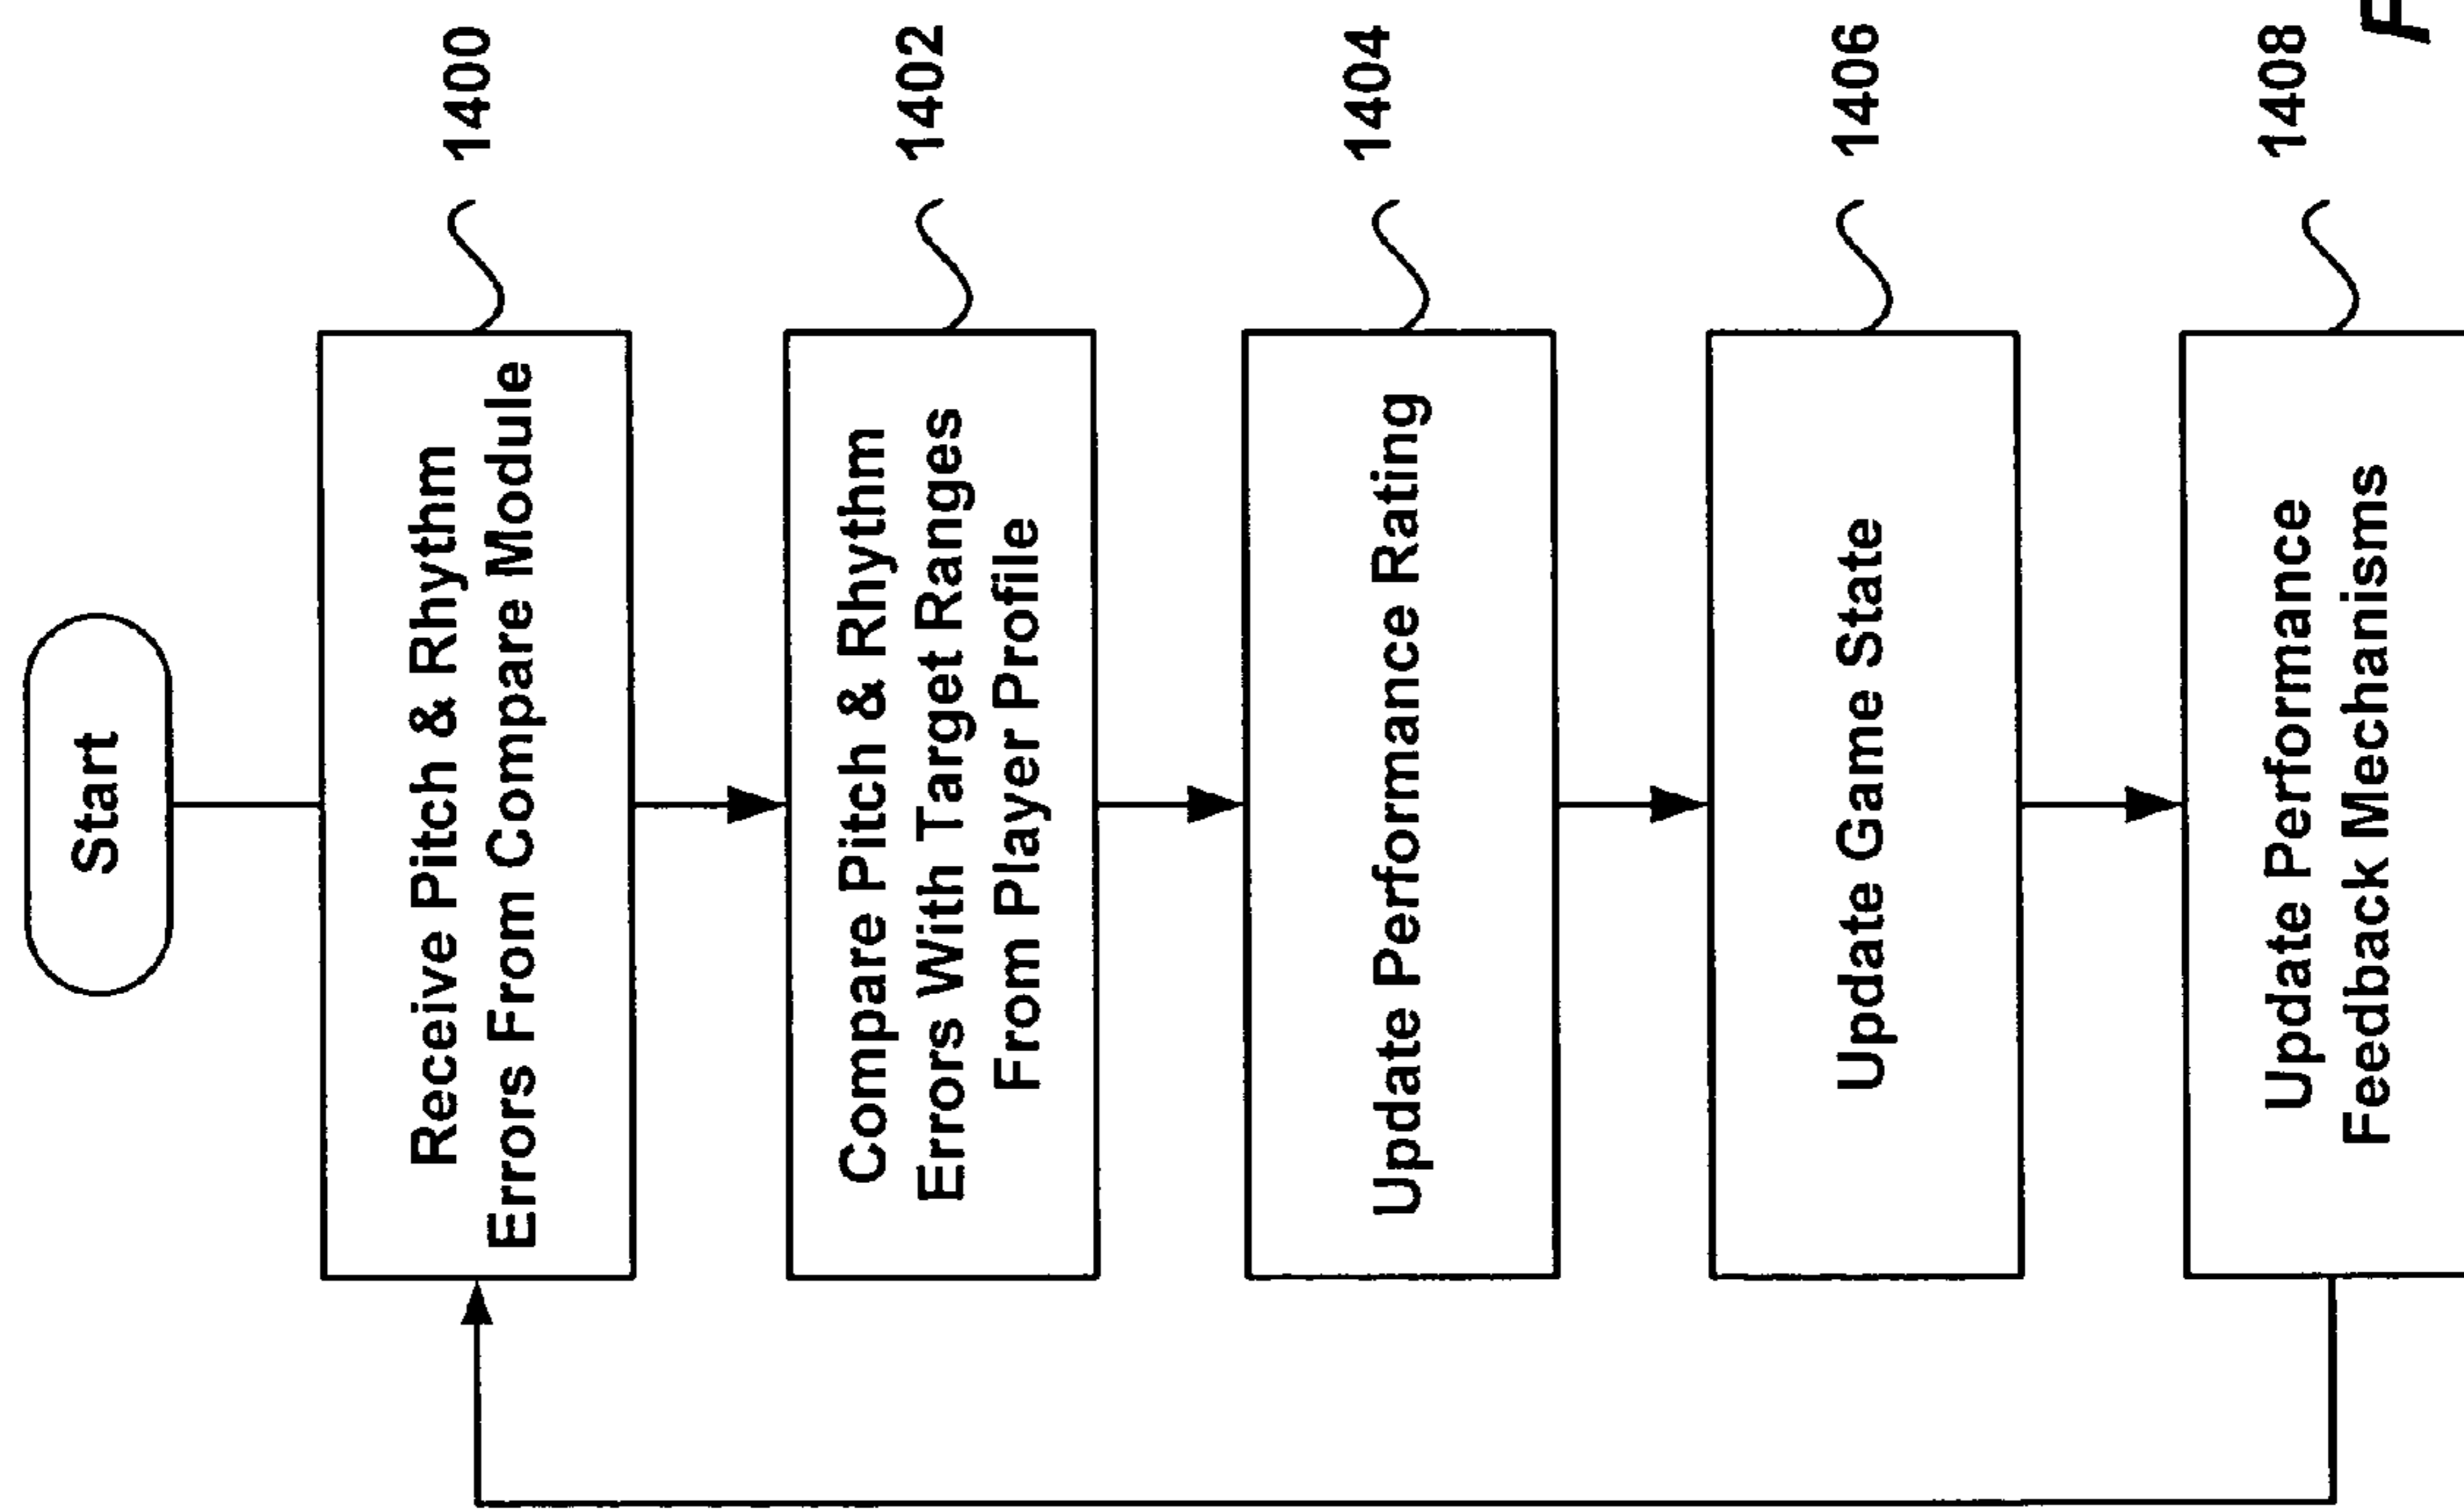 Start
Receive Pitch & Rhythm
Errors From Compare Module
1400
Compare Pitch & Rhythm
Errors With Target Ranges
From Player Profile
1402
Update Performance Rating
1404
Update Game State
1406
Update Performance
Feedback Mechanisms
1408